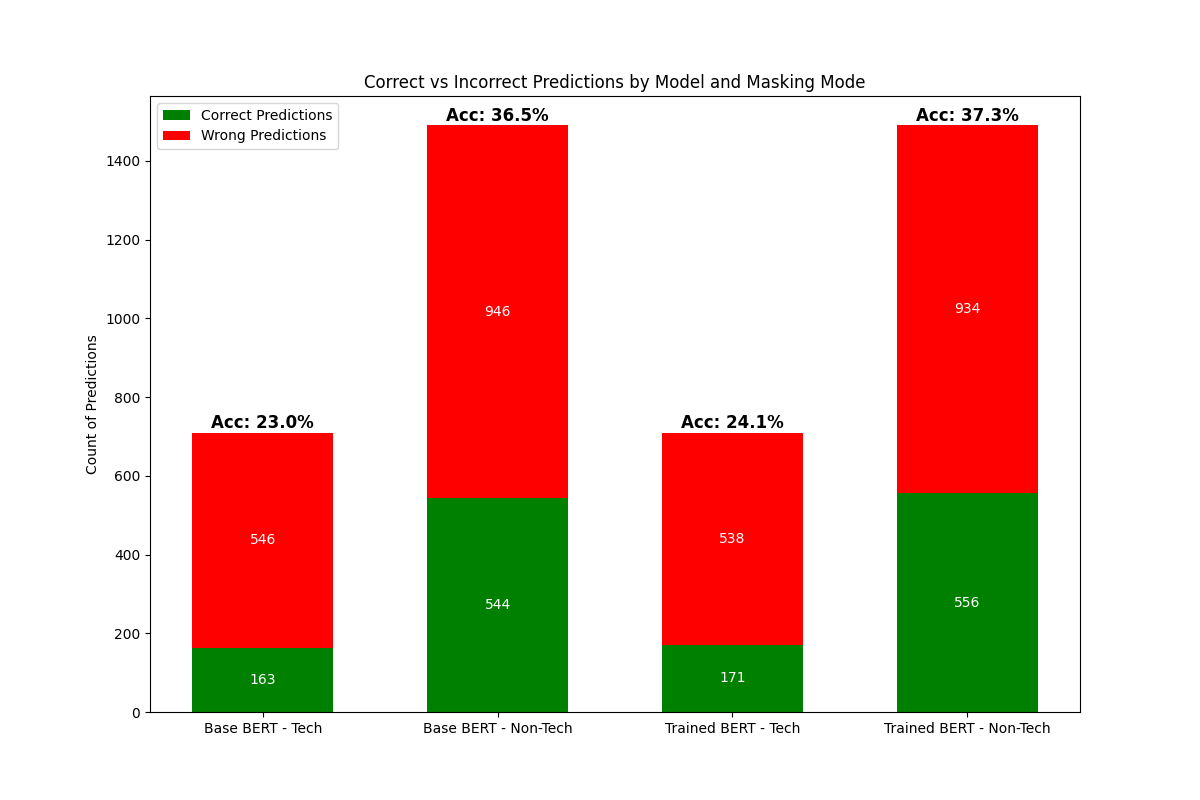 Correct vs Incorrect Predictions by Model and Masking Mode
Correct Predictions
Wrong Predictions
Acc: 36.5%
Acc: 37.3%
1400
1200
1000
800
600
400
200
0
Count of Predictions
Acc: 23.0%
Acc: 24.1%
946
934
546
538
544
556
163
171
Base BERT - Tech
Base BERT - Non-Tech
Trained BERT - Tech
Trained BERT - Non-Tech